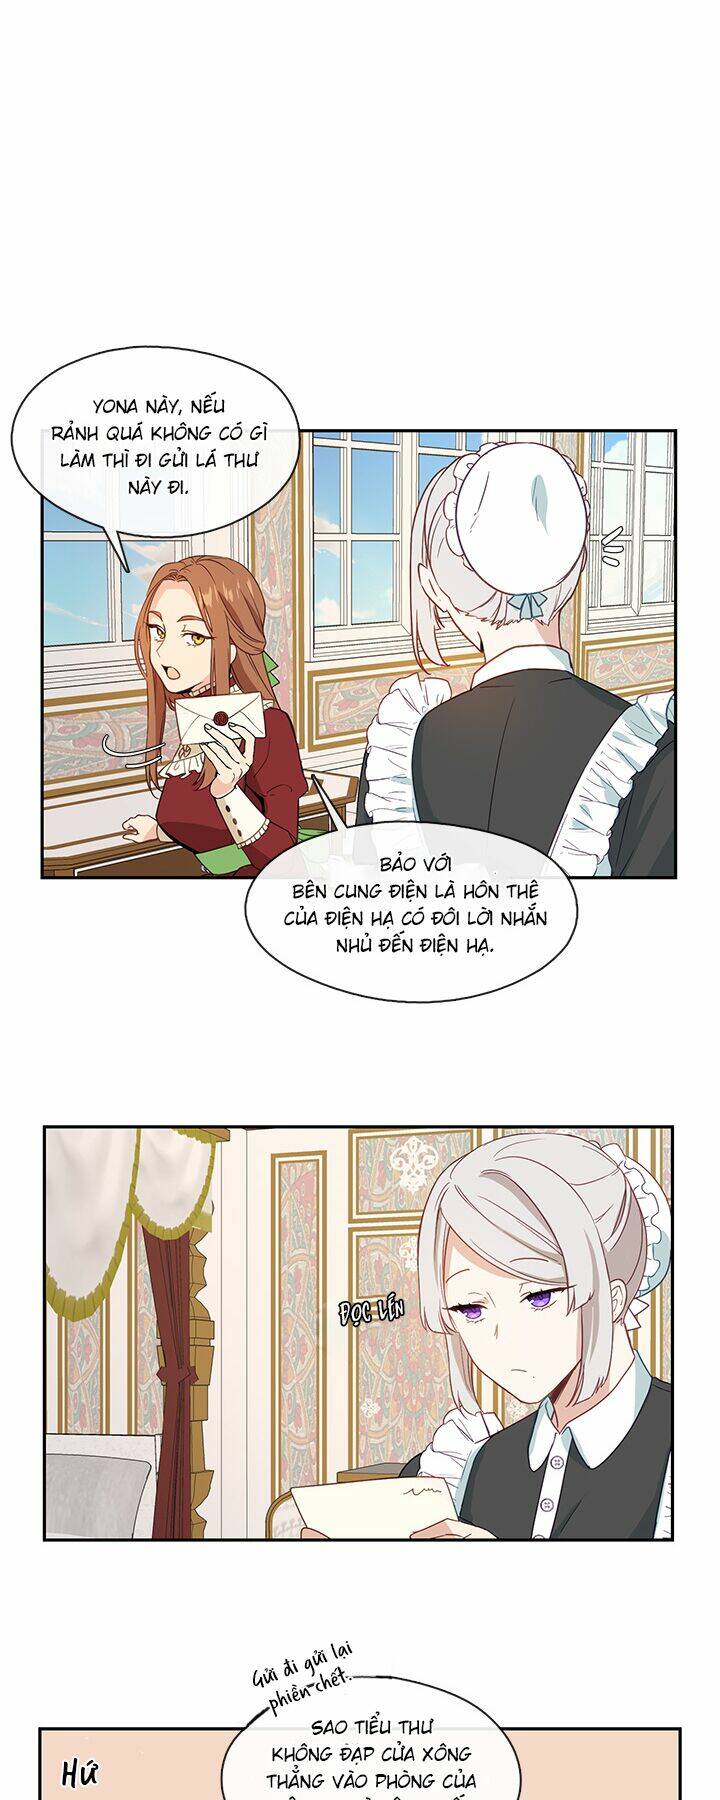 YONA NÀY, NẾU
RẢNH QUÁ KHÔNG CÓ GÌ
LÀM THÌ ĐI GỬI LÁ THƯ
NÀY ĐI.
BẢO VỚI
BÊN CUNG ĐIỆN LÀ HÔN THÊ
CỦA ĐIỆN HẠ CÓ ĐÔI LỜI NHẮN
NHỦ ĐẾN ĐIỆN HẠ.
ĐỌC LÉN
Gửi đi gửi lại
phiền chết.
Hứ
SAO TIỂU THƯ
KHÔNG ĐẠP CỬA XÔNG
THẲNG VÀO PHÒNG CỦA